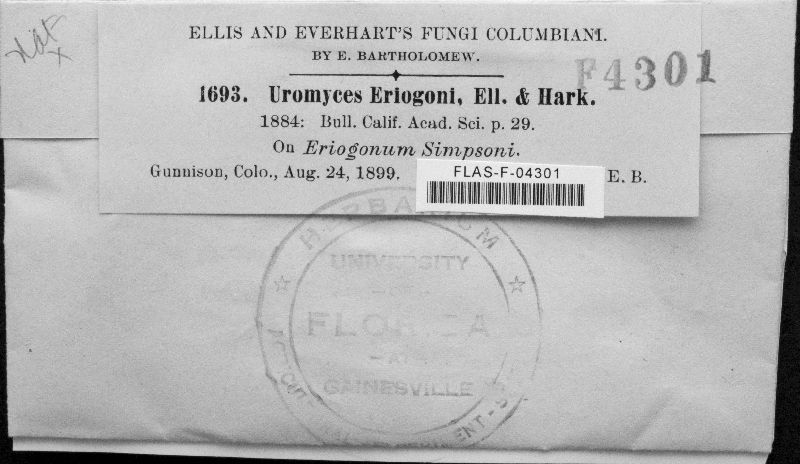 ELLIS AND EVERHART'S FUNGI COLUMBIANI.
BY E. BARTHOLOMEW.
F4301
1693. Uromyces Eriogoni, Ell. & Hark.
1884: Bull. Calif. Acad. Sci. p. 29.
On Eriogonum Simpsoni.
Gunnison, Colo., Aug. 24, 1899. E. B.
FLAS-F-04301
HERBARIUM
UNIVERSITY
OF
FLORIDA
AT
GAINESVILLE